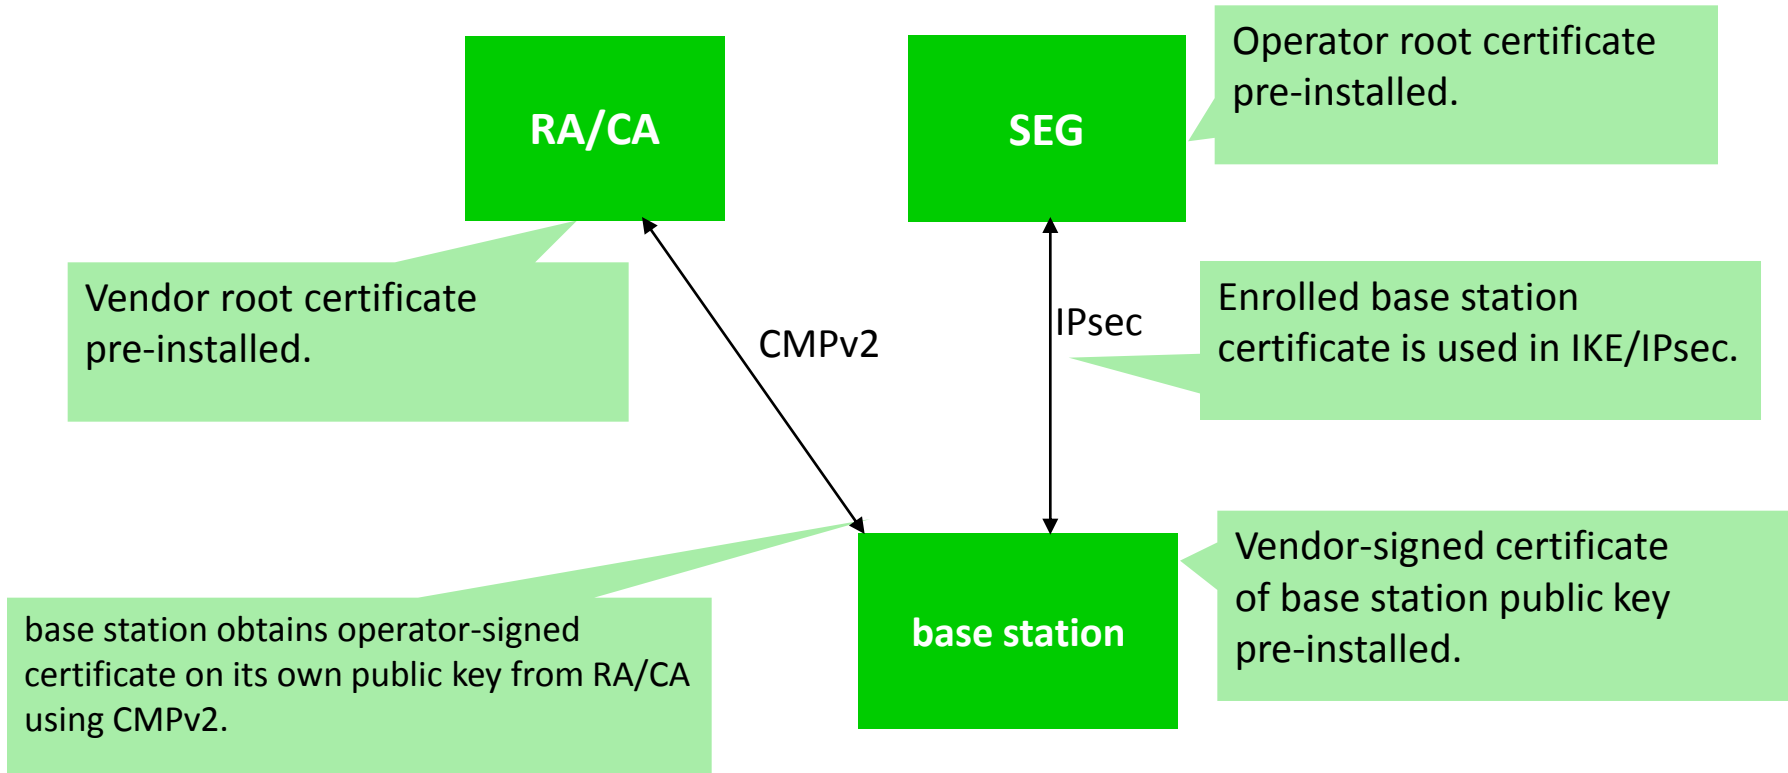 Operator root certificate
pre-installed.
RA/CA
SEG
Vendor root certificate
pre-installed.
CMPv2
IPsec
Enrolled base station
certificate is used in IKE/IPsec.
Vendor-signed certificate
of base station public key
pre-installed.
base station
base station obtains operator-signed
certificate on its own public key from RA/CA
using CMPv2.